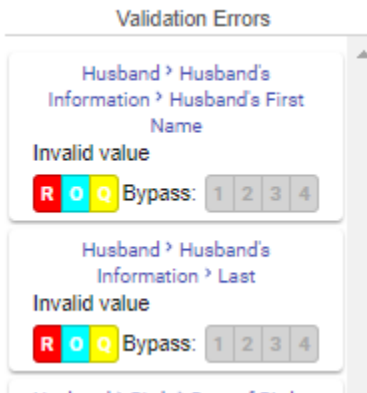 Validation Errors
Husband > Husband's
Information > Husband's First
Name
Invalid value
R O Q Bypass: 1 2 3 4
Husband > Husband's
Information > Last
Invalid value
R O Q Bypass: 1 2 3 4